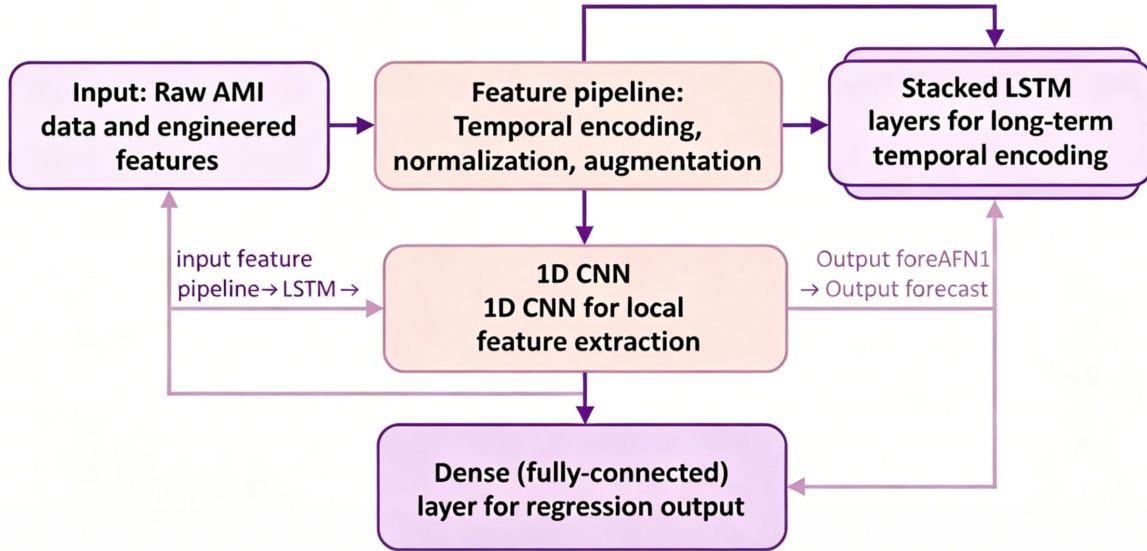 Input: Raw AMI
data and engineered
features
Feature pipeline:
Temporal encoding,
normalization, augmentation
Stacked LSTM
layers for long-term
temporal encoding
input feature
pipeline→ LSTM →
1D CNN
1D CNN for local
feature extraction
Output foreAFN1
→ Output forecast
Dense (fully-connected)
layer for regression output